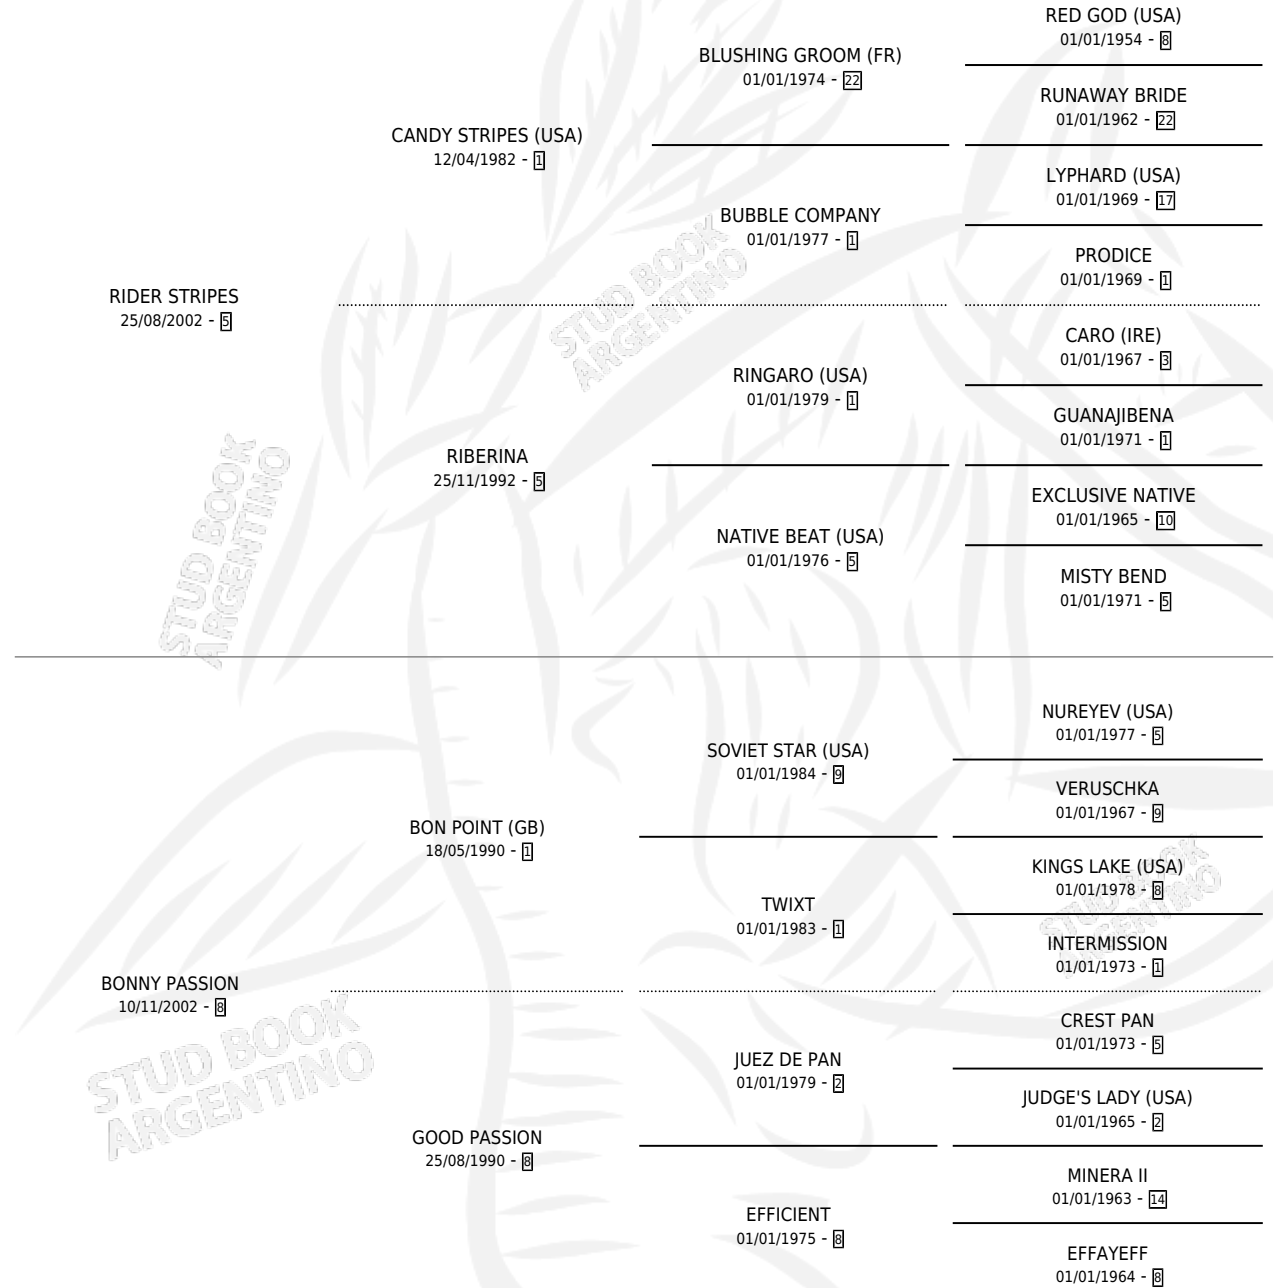 RED GOD (USA)
01/01/1954 - 8
BLUSHING GROOM (FR)
01/01/1974 - 22
RUNAWAY BRIDE
01/01/1962 - 22
CANDY STRIPES (USA)
12/04/1982 - 1
LYPHARD (USA)
01/01/1969 - 17
BUBBLE COMPANY
01/01/1977 - 1
PRODICE
01/01/1969 - 1
RIDER STRIPES
25/08/2002 - 5
CARO (IRE)
01/01/1967 - 3
RINGARO (USA)
01/01/1979 - 1
GUANAJIBENA
01/01/1971 - 1
RIBERINA
25/11/1992 - 5
EXCLUSIVE NATIVE
01/01/1965 - 10
NATIVE BEAT (USA)
01/01/1976 - 5
MISTY BEND
01/01/1971 - 5
NUREYEV (USA)
01/01/1977 - 5
SOVIET STAR (USA)
01/01/1984 - 9
VERUSCHKA
01/01/1967 - 9
BON POINT (GB)
18/05/1990 - 1
KINGS LAKE (USA)
01/01/1978 - 8
TWIXT
01/01/1983 - 1
INTERMISSION
01/01/1973 - 1
BONNY PASSION
10/11/2002 - 8
CREST PAN
01/01/1973 - 5
JUEZ DE PAN
01/01/1979 - 2
JUDGE'S LADY (USA)
01/01/1965 - 2
GOOD PASSION
25/08/1990 - 8
MINERA II
01/01/1963 - 14
EFFICIENT
01/01/1975 - 8
EFFAYEFF
01/01/1964 - 8
STUD BOOK
ARGENTINO
STUD BOOK
ARGENTINO
STUD BOOK
ARGENTINO
STUD BOOK
ARGENTINO